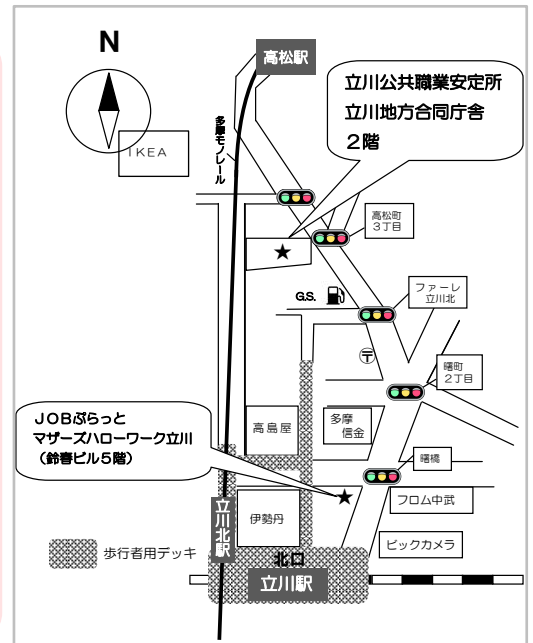 N
高松駅
立川公共職業安定所
立川地方合同庁舎
2階
IKEA
多摩モノレール
高松町
3丁目
G.S.
ファーレ
立川北
〒
曙町
2丁目
JOBぷらっと
マザーズハローワーク立川
（鈴春ビル5階）
高島屋
多摩
信金
曙橋
立川北駅
伊勢丹
フロム中武
ビックカメラ
歩行者用デッキ
北口
立川駅